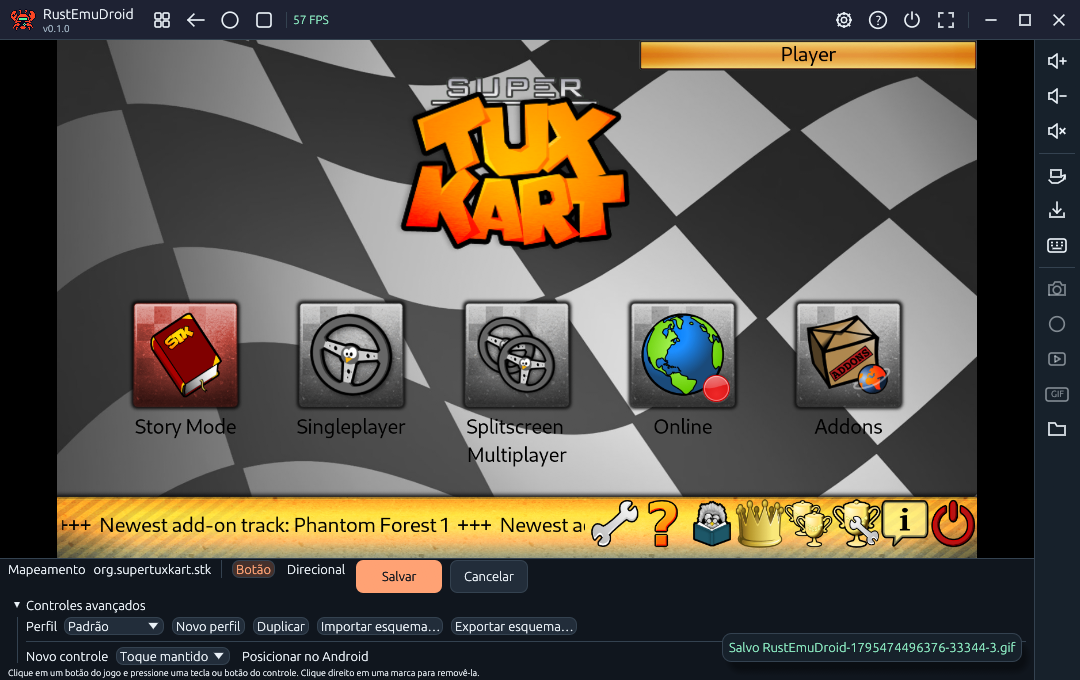 RustEmuDroid
v0.1.0
57 FPS
Player
SUPER
TUX
KART
STK
ADDONS
Story Mode
Singleplayer
Splitscreen
Multiplayer
Online
Addons
GIF
+++ Newest add-on track: Phantom Forest 1 +++ Newest a
Mapeamento org.supertuxkart.stk Botão Direcional Salvar Cancelar
▼ Controles avançados
Perfil Padrão ▼ Novo perfil Duplicar Importar esquema... Exportar esquema...
Salvo RustEmuDroid-1795474496376-33344-3.gif
Novo controle Toque mantido ▼ Posicionar no Android
Clique em um botão do jogo e pressione uma tecla ou botão do controle. Clique direito em uma marca para removê-la.